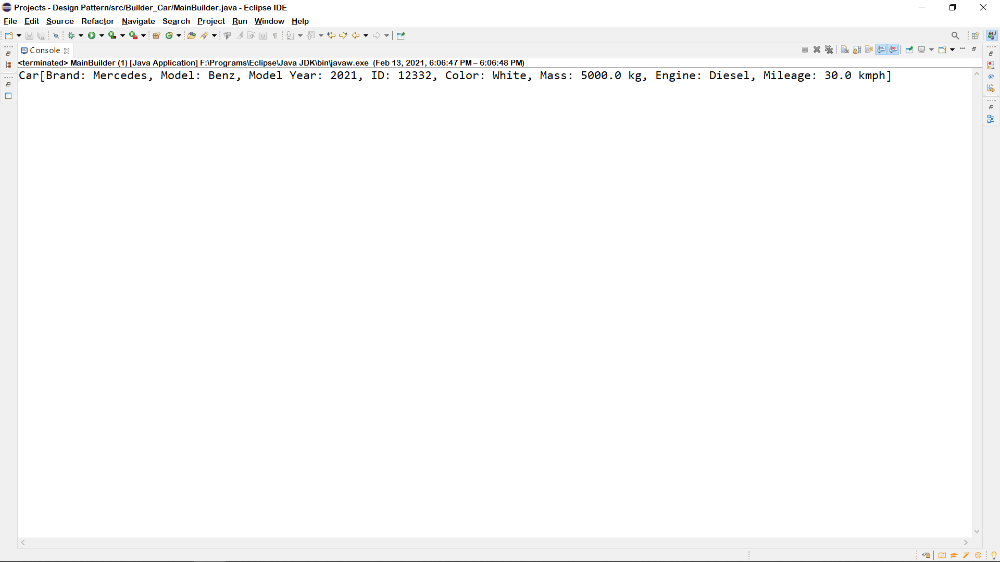 Projects - Design Pattern/src/Builder_Car/MainBuilder.java - Eclipse IDE
File Edit Source Refactor Navigate Search Project Run Window Help
Console
<terminated> MainBuilder (1) [Java Application] F:\Programs\Eclipse\Java JDK\bin\javaw.exe (Feb 13, 2021, 6:06:47 PM – 6:06:48 PM)
Car[Brand: Mercedes, Model: Benz, Model Year: 2021, ID: 12332, Color: White, Mass: 5000.0 kg, Engine: Diesel, Mileage: 30.0 kmph]